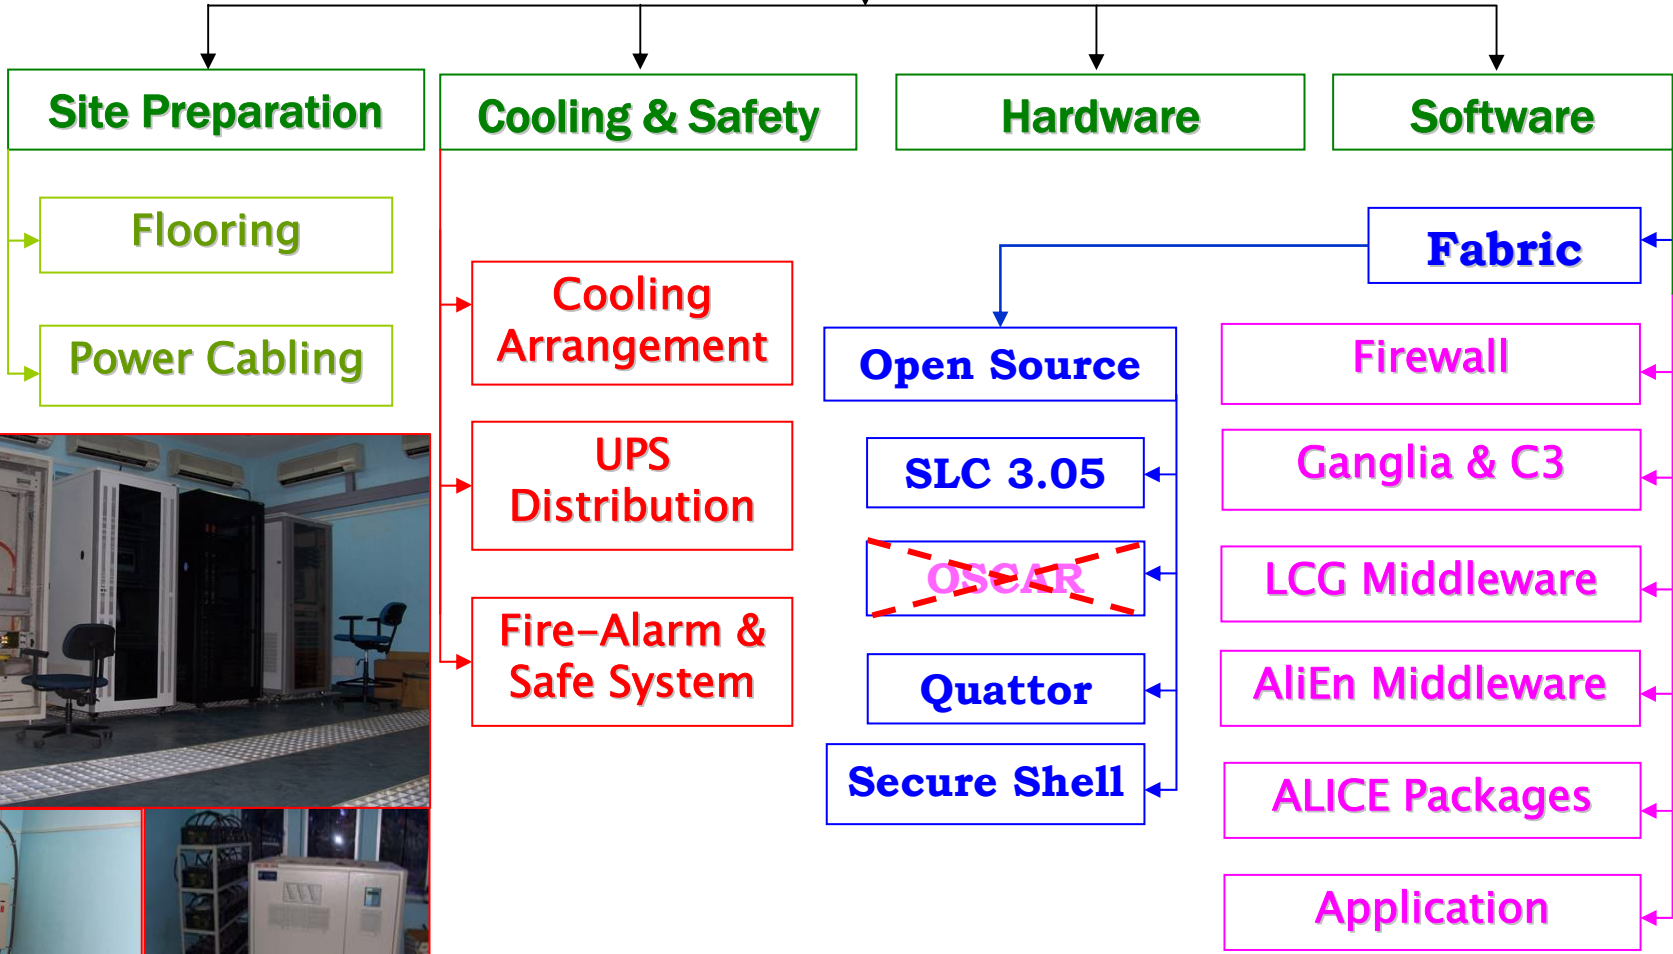 Site Preparation
Cooling & Safety
Hardware
Software
Flooring
Power Cabling
Cooling
Arrangement
UPS
Distribution
Fire-Alarm &
Safe System
Fabric
Open Source
SLC 3.05
OSCAR
Quattor
Secure Shell
Firewall
Ganglia & C3
LCG Middleware
AliEn Middleware
ALICE Packages
Application